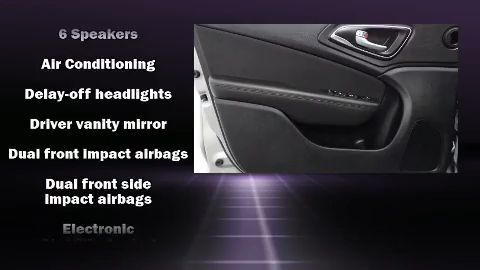 6 Speakers
Air Conditioning
Delay-off headlights
Driver vanity mirror
Dual front impact airbags
Dual front side
impact airbags
Electronic